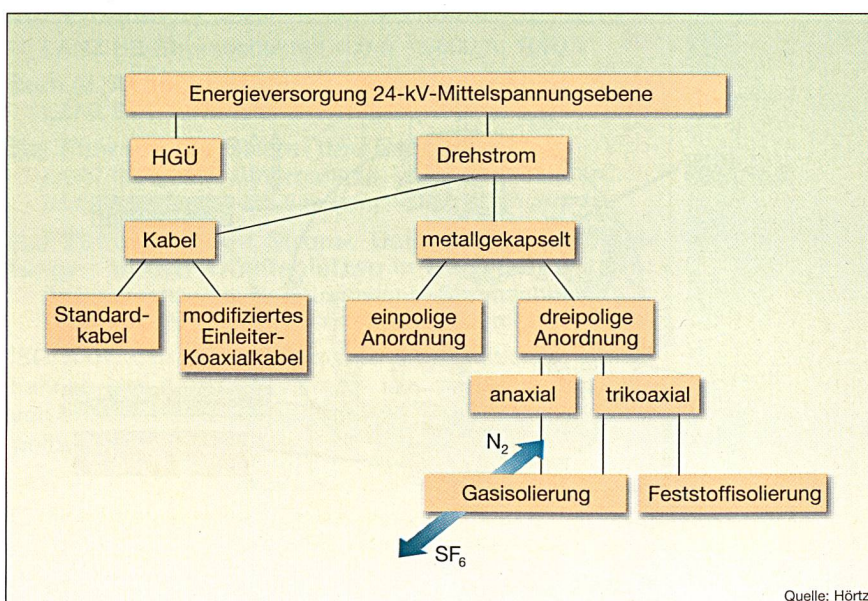 Energieversorgung 24-kV-Mittelspannungsebene
HGÜ
Drehstrom
Kabel
metallgekapselt
Standard-
kabel
modifiziertes
Einleiter-
Koaxialkabel
einpolige
Anordnung
dreipolige
Anordnung
anaxial
trikoaxial
N₂
Gasisolierung
Feststoffisolierung
SF₆
Quelle: Hörtz